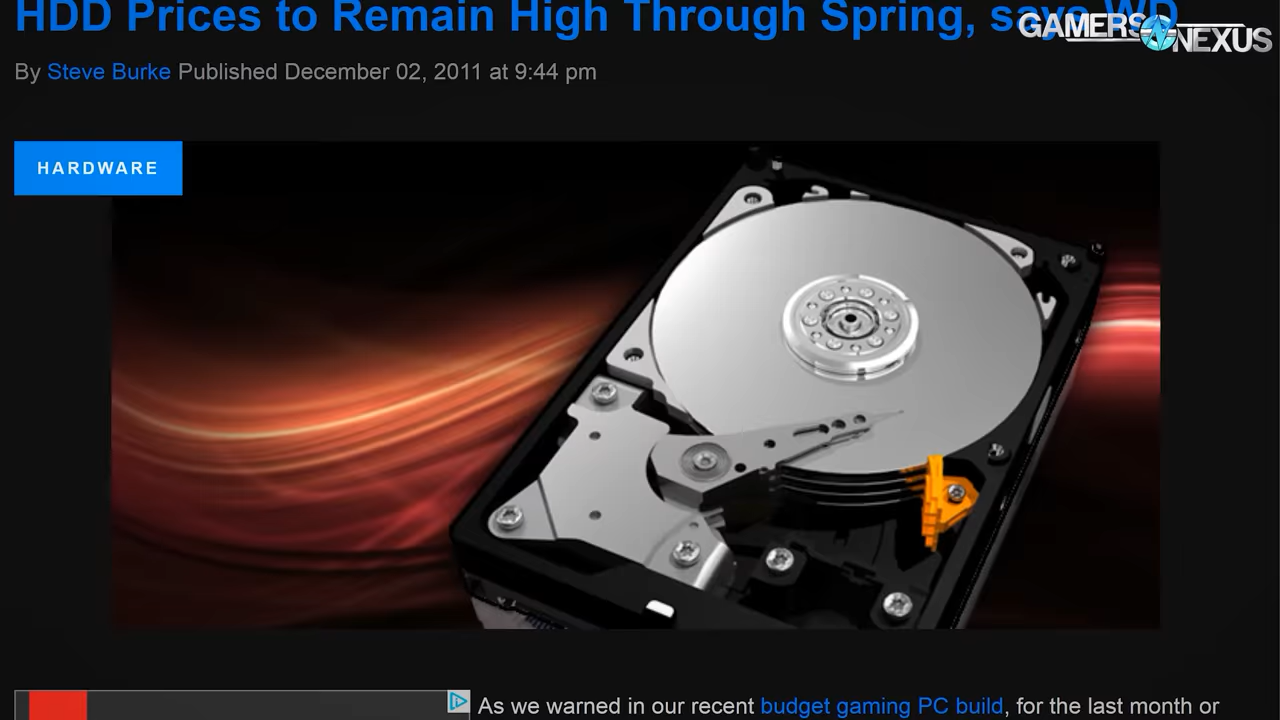 HDD Prices to Remain High Through Spring, says WD
GAMERS NEXUS
By Steve Burke Published December 02, 2011 at 9:44 pm
HARDWARE
As we warned in our recent budget gaming PC build, for the last month or